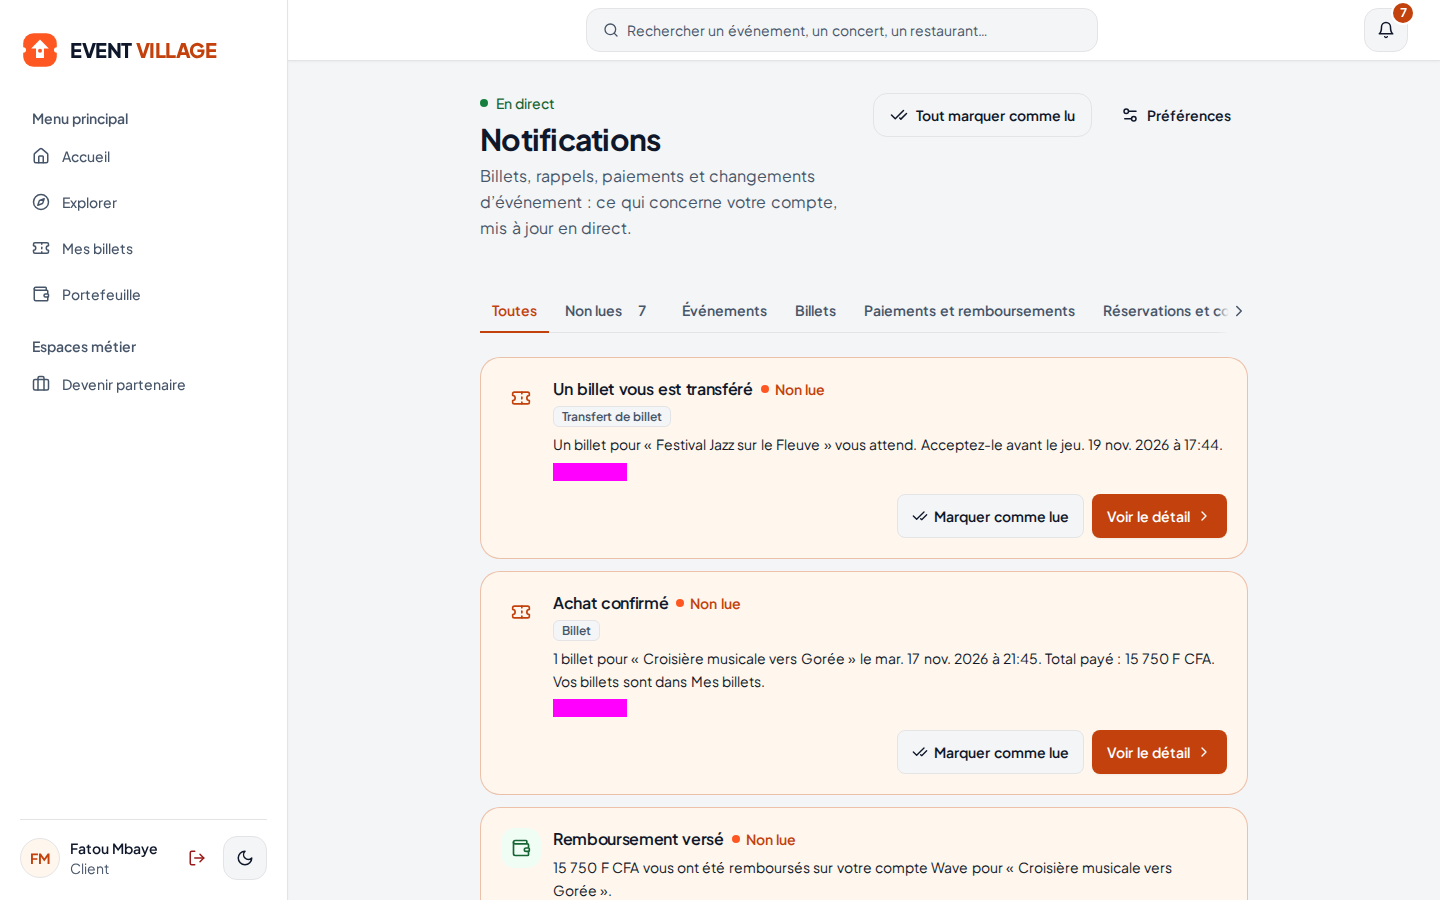 EVENT VILLAGE
Rechercher un événement, un concert, un restaurant...
7
Menu principal
Accueil
Explorer
Mes billets
Portefeuille
Espaces métier
Devenir partenaire
Fatou Mbaye
Client
FM
En direct
Notifications
Billets, rappels, paiements et changements
d’événement : ce qui concerne votre compte,
mis à jour en direct.
Tout marquer comme lu
Préférences
Toutes
Non lues 7
Événements
Billets
Paiements et remboursements
Réservations et
Un billet vous est transféré
Non lue
Transfert de billet
Un billet pour « Festival Jazz sur le Fleuve » vous attend. Acceptez-le avant le jeu. 19 nov. 2026 à 17:44.
Marquer comme lue
Voir le détail
Achat confirmé
Non lue
Billet
1 billet pour « Croisière musicale vers Gorée » le mar. 17 nov. 2026 à 21:45. Total payé : 15 750 F CFA.
Vos billets sont dans Mes billets.
Marquer comme lue
Voir le détail
Remboursement versé
Non lue
15 750 F CFA vous ont été remboursés sur votre compte Wave pour « Croisière musicale vers
Gorée ».